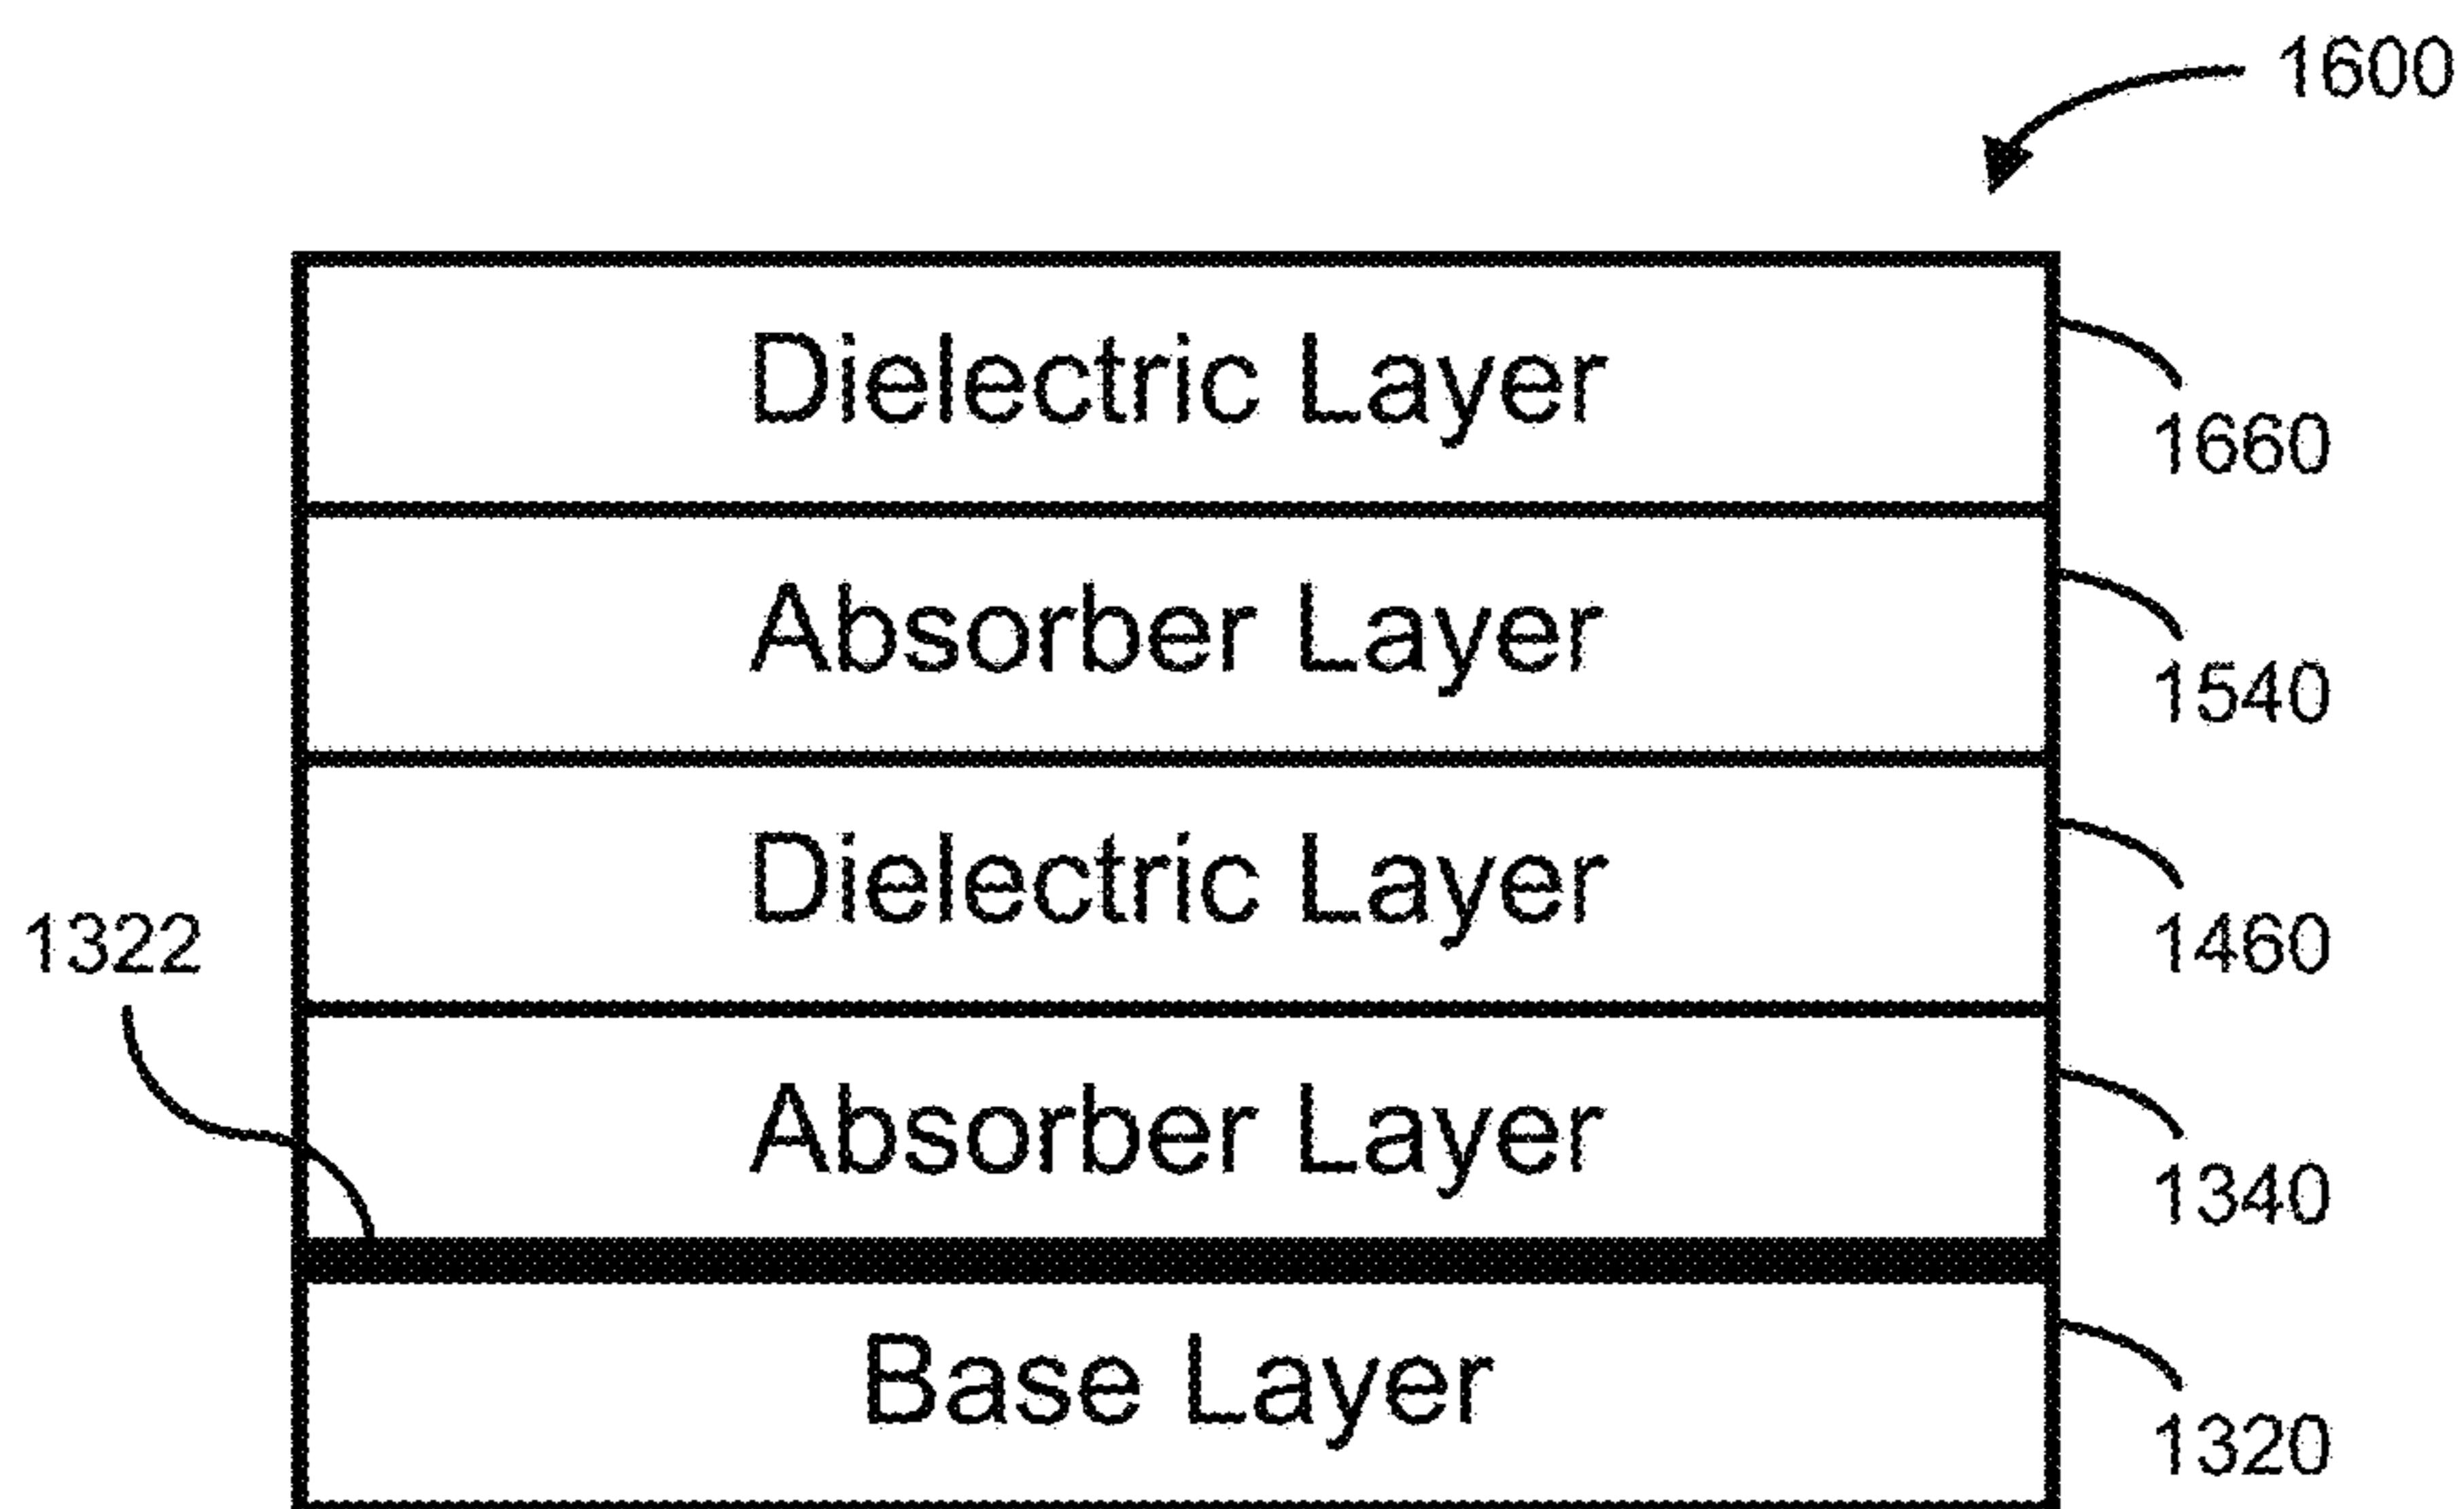 1600
Dielectric Layer
1660
Absorber Layer
1540
Dielectric Layer
1460
1322
Absorber Layer
1340
Base Layer
1320